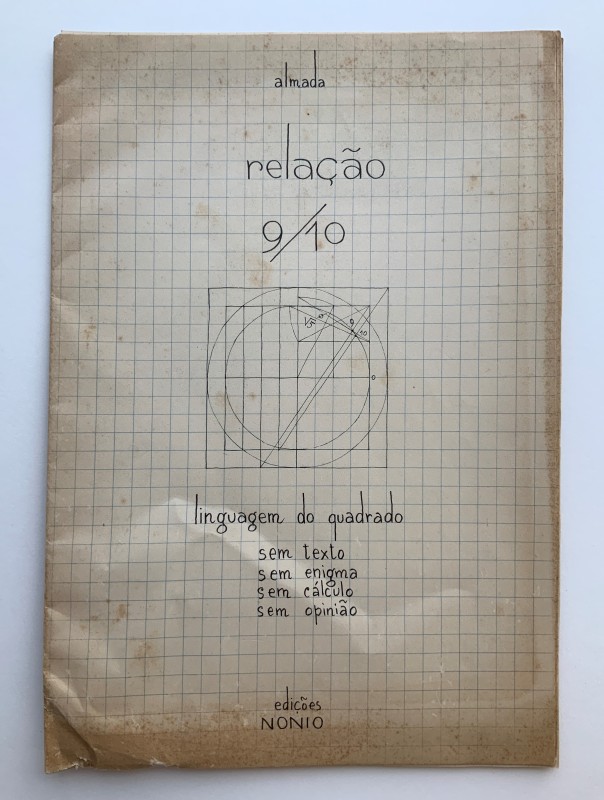 almada
relação
9/10
linguagem do quadrado
sem texto
sem enigma
sem cálculo
sem opinião
edições
NONIO